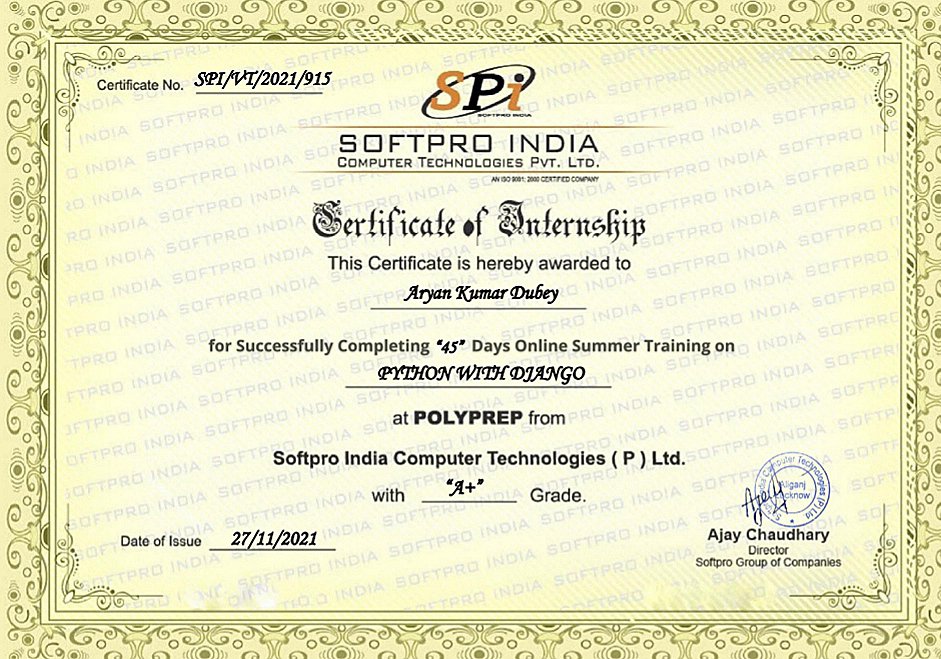 Certificate No. SPI/VT/2021/915
SPi
SOFTPRO INDIA
SOFTPRO INDIA
COMPUTER TECHNOLOGIES PVT. LTD.
AN ISO 9001: 2000 CERTIFIED COMPANY
Certificate of Internship
This Certificate is hereby awarded to
Aryan Kumar Dubey
for Successfully Completing "45" Days Online Summer Training on
PYTHON WITH DJANGO
at POLYPREP from
Softpro India Computer Technologies ( P ) Ltd.
with "A+" Grade.
Computer Technologies (P) Ltd.
Aliganj
Lucknow
Date of Issue 27/11/2021
Ajay Chaudhary
Director
Softpro Group of Companies